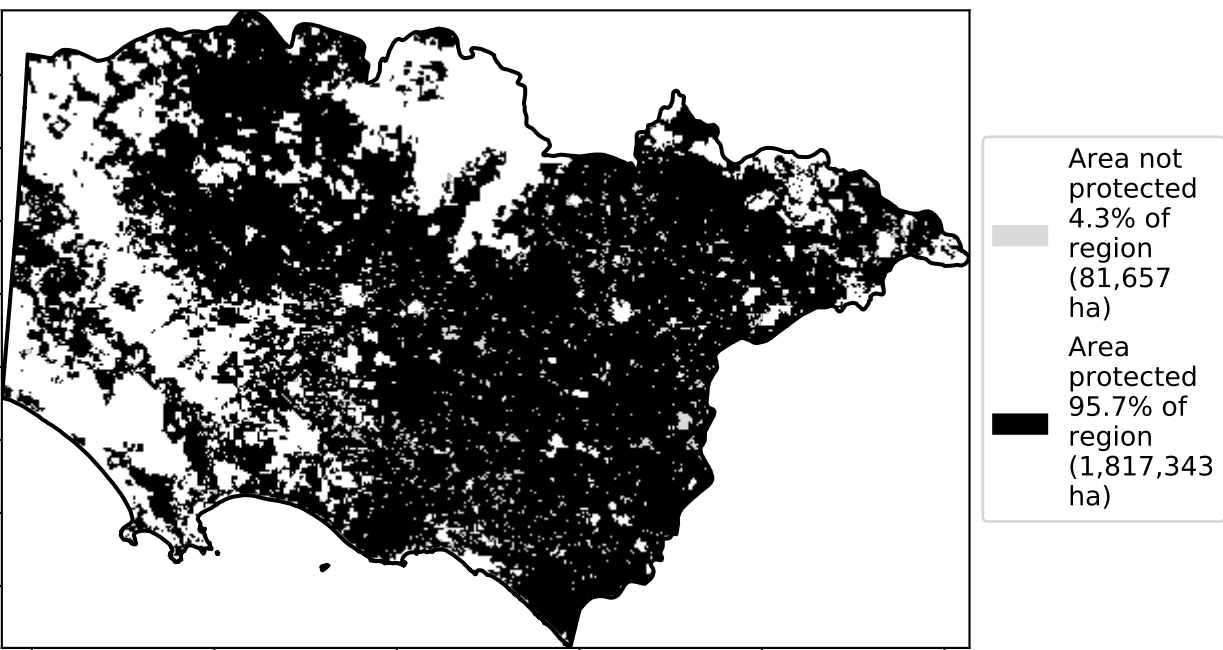 Area not
protected
4.3% of
region
(81,657
ha)
Area
protected
95.7% of
region
(1,817,343
ha)